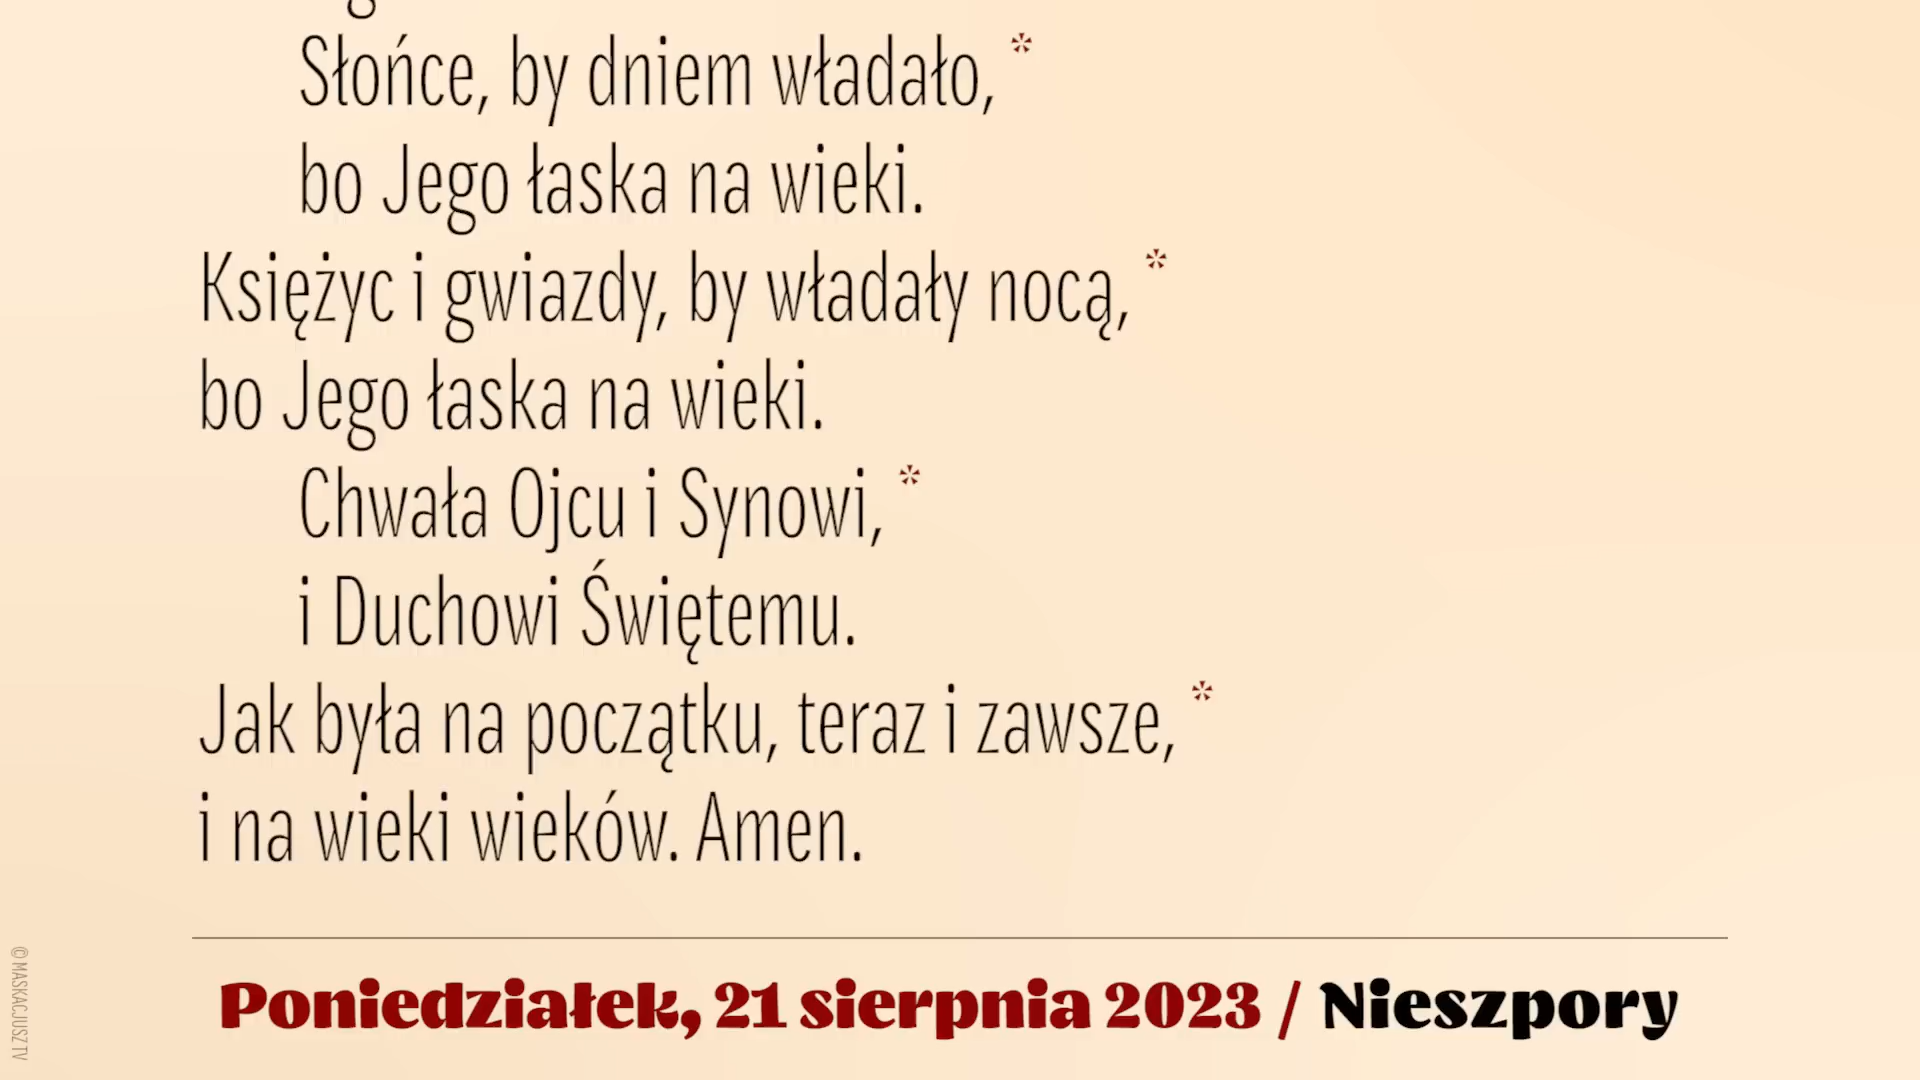 Słońce, by dniem władało, *
bo Jego łaska na wieki.
Księżyc i gwiazdy, by władały nocą, *
bo Jego łaska na wieki.
Chwała Ojcu i Synowi, *
i Duchowi Świętemu.
Jak była na początku, teraz i zawsze, *
i na wieki wieków. Amen.
Poniedziałek, 21 sierpnia 2023 / Nieszpory
© MASKACJUSZ TV